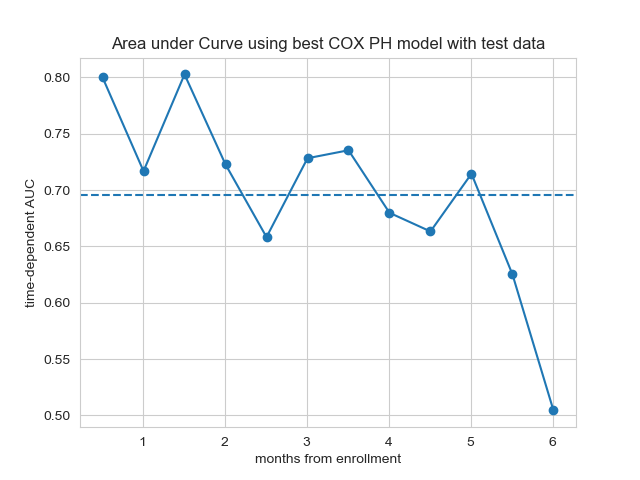 Area under Curve using best COX PH model with test data
time-dependent AUC
0.80
0.75
0.70
0.65
0.60
0.55
0.50
1 2 3 4 5 6
months from enrollment